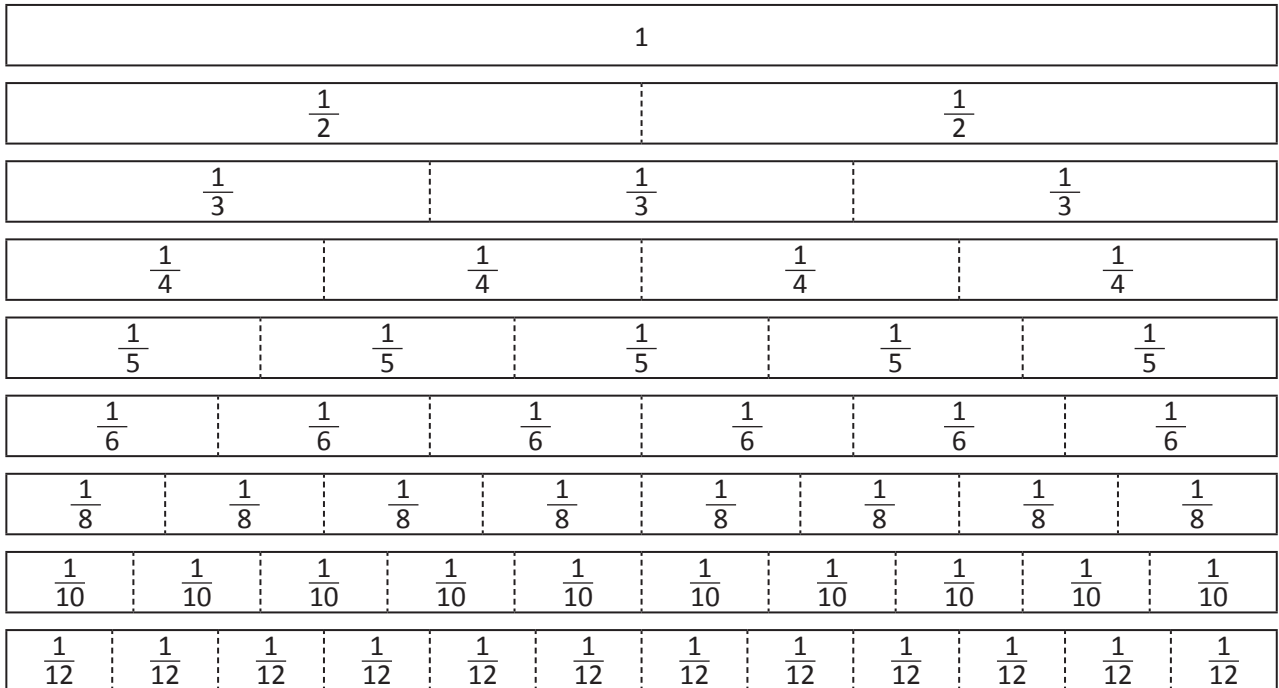 1
1/2 1/2
1/3 1/3 1/3
1/4 1/4 1/4 1/4
1/5 1/5 1/5 1/5 1/5
1/6 1/6 1/6 1/6 1/6 1/6
1/8 1/8 1/8 1/8 1/8 1/8 1/8 1/8
1/10 1/10 1/10 1/10 1/10 1/10 1/10 1/10 1/10 1/10
1/12 1/12 1/12 1/12 1/12 1/12 1/12 1/12 1/12 1/12 1/12 1/12